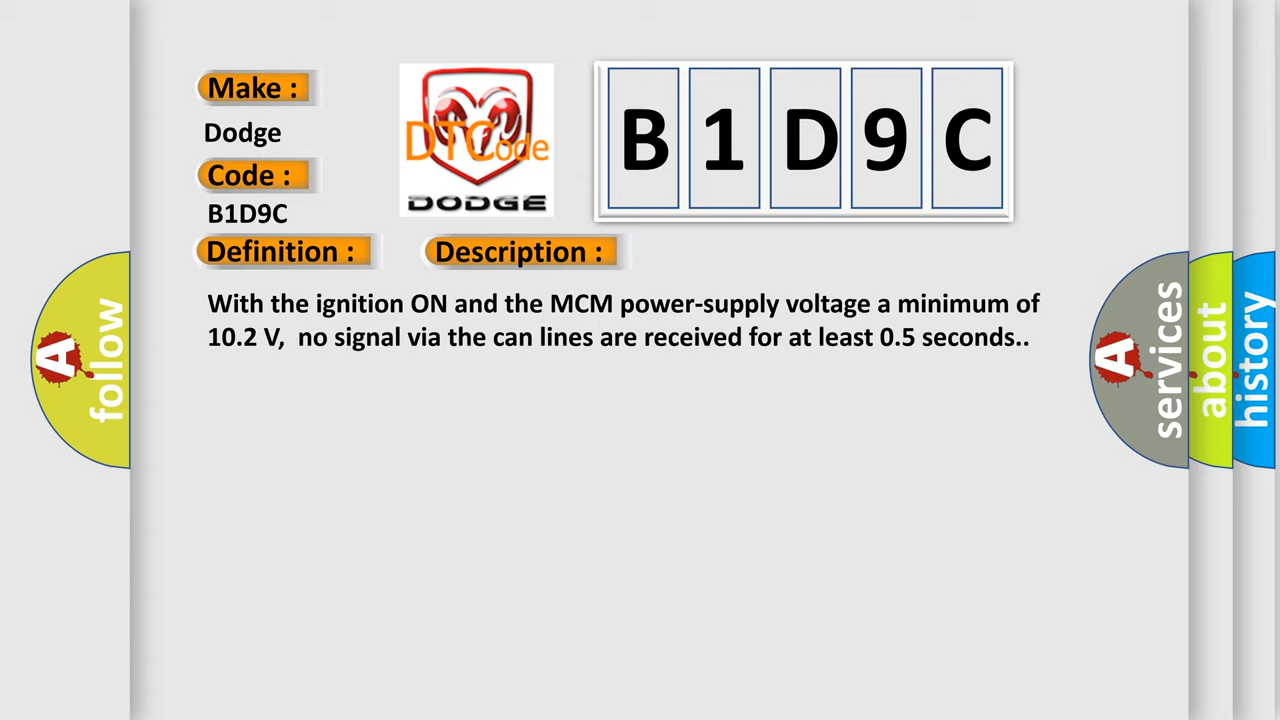 Make :
Dodge
Code :
B1D9C
Definition :
Description :
DTCode
DODGE
B 1 D 9 C
With the ignition ON and the MCM power-supply voltage a minimum of
10.2 V,  no signal via the can lines are received for at least 0.5 seconds..
A follow
A services
about
history